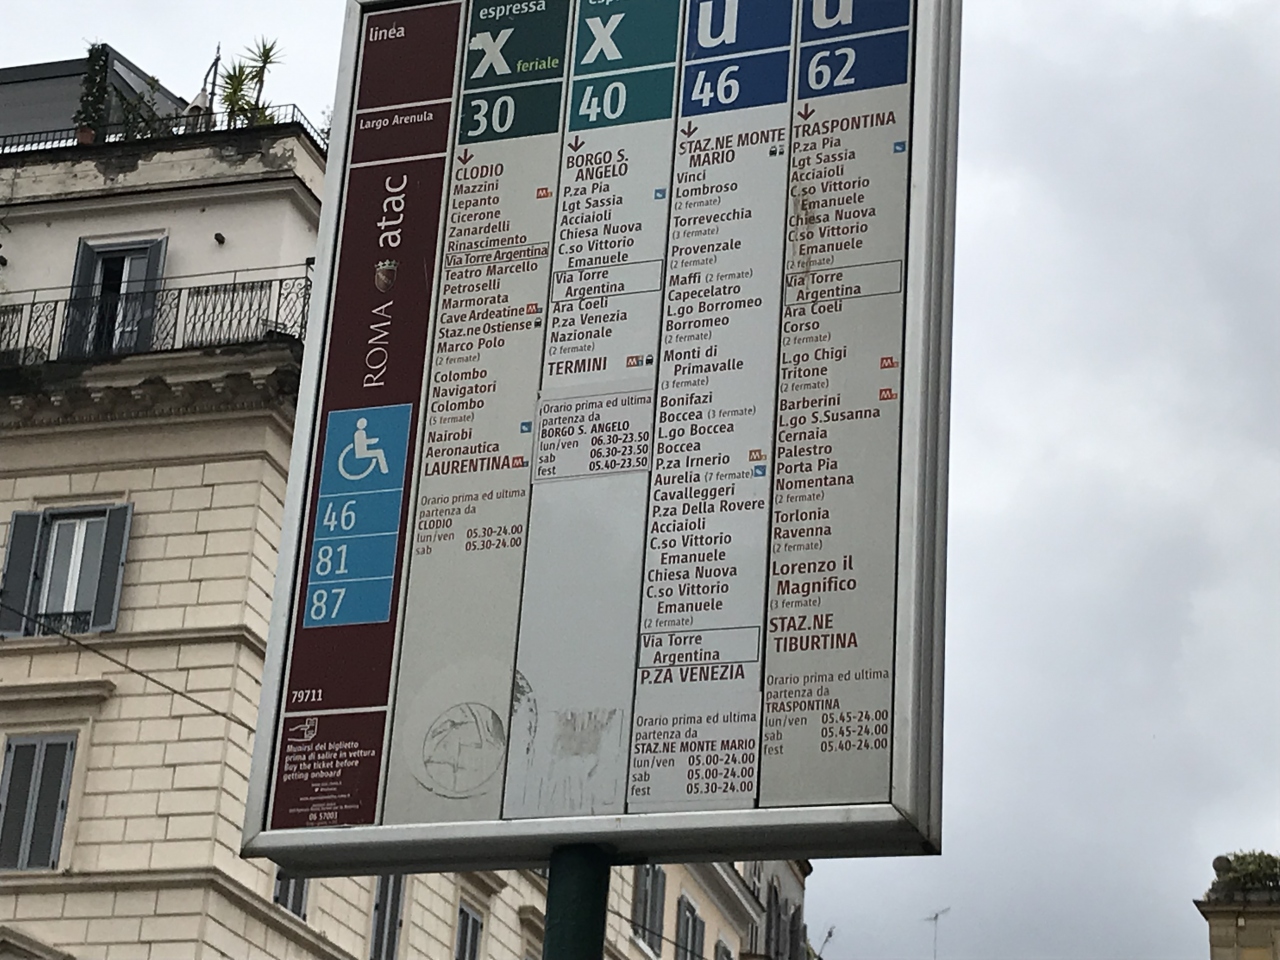 linea
Largo Arenula
ROMA atac
46
81
87
79711
Munirsi del biglietto
prima di salire in vettura
Buy the ticket before
getting onboard
06 57003
espressa
X feriale
30
CLODIO
Mazzini
Lepanto
Cicerone
Zanardelli
Rinascimento
Via Torre Argentina
Teatro Marcello
Petroselli
Marmorata
Cave Ardeatine
Staz.ne Ostiense
Marco Polo
(2 fermate)
Colombo
Navigatori
Colombo
(5 fermate)
Nairobi
Aeronautica
LAURENTINA
Orario prima ed ultima
partenza da
CLODIO
lun/ven 05.30-24.00
sab 05.30-24.00
X
40
BORGO S.
ANGELO
P.za Pia
Lgt Sassia
Acciaioli
Chiesa Nuova
C.so Vittorio
Emanuele
Via Torre
Argentina
Ara Coeli
P.za Venezia
Nazionale
(2 fermate)
TERMINI
Orario prima ed ultima
partenza da
BORGO S. ANGELO
lun/ven 06.30-23.50
sab 06.30-23.50
fest 05.40-23.50
u
46
STAZ.NE MONTE
MARIO
Vinci
Lombroso
(2 fermate)
Torrevecchia
(3 fermate)
Provenzale
(2 fermate)
Maffi (2 fermate)
Capecelatro
L.go Borromeo
Borromeo
(2 fermate)
Monti di
Primavalle
(3 fermate)
Bonifazi
Boccea (3 fermate)
L.go Boccea
Boccea
P.za Irnerio
Aurelia (7 fermate)
Cavalleggeri
P.za Della Rovere
Acciaioli
C.so Vittorio
Emanuele
Chiesa Nuova
C.so Vittorio
Emanuele
(2 fermate)
Via Torre
Argentina
P.ZA VENEZIA
Orario prima ed ultima
partenza da
STAZ.NE MONTE MARIO
lun/ven 05.00-24.00
sab 05.00-24.00
fest 05.30-24.00
u
62
TRASPONTINA
P.za Pia
Lgt Sassia
Acciaioli
C.so Vittorio
Emanuele
Chiesa Nuova
C.so Vittorio
Emanuele
(2 fermate)
Via Torre
Argentina
Ara Coeli
Corso
(2 fermate)
L.go Chigi
Tritone
(2 fermate)
Barberini
L.go S.Susanna
Cernaia
Palestro
Porta Pia
Nomentana
(2 fermate)
Torlonia
Ravenna
(2 fermate)
Lorenzo il
Magnifico
(3 fermate)
STAZ.NE
TIBURTINA
Orario prima ed ultima
partenza da
TRASPONTINA
lun/ven 05.45-24.00
sab 05.45-24.00
fest 05.40-24.00